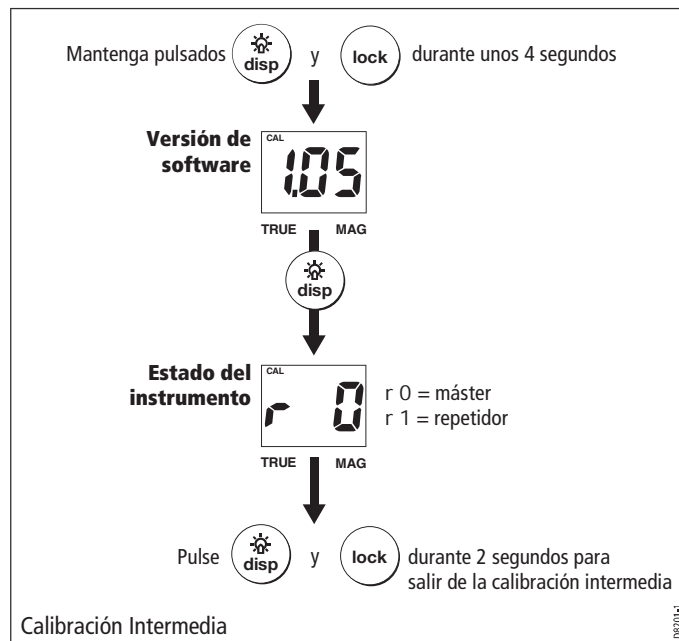 Mantenga pulsados disp y lock durante unos 4 segundos
Versión de
software
CAL
1.05
TRUE MAG
disp
Estado del
instrumento
CAL
r 0
r 0 = máster
r 1 = repetidor
TRUE MAG
Pulse disp y lock durante 2 segundos para
salir de la calibración intermedia
Calibración Intermedia
D8201-1